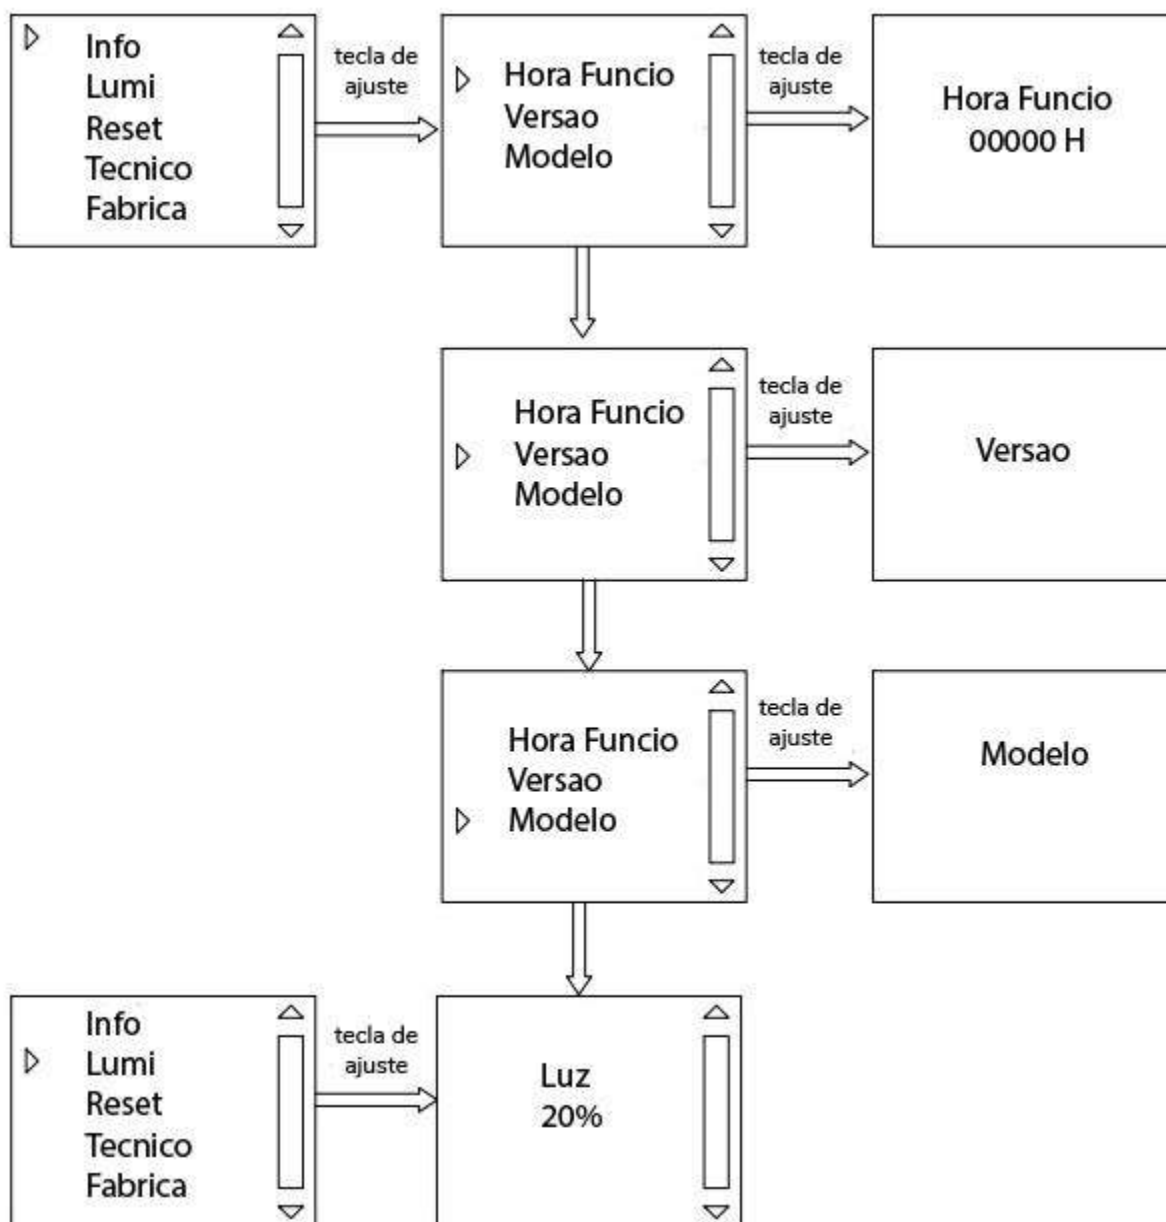 Info
Lumi
Reset
Tecnico
Fabrica
tecla de
ajuste
Hora Funcio
Versao
Modelo
tecla de
ajuste
Hora Funcio
00000 H
Hora Funcio
Versao
Modelo
tecla de
ajuste
Versao
Hora Funcio
Versao
Modelo
tecla de
ajuste
Modelo
Info
Lumi
Reset
Tecnico
Fabrica
tecla de
ajuste
Luz
20%